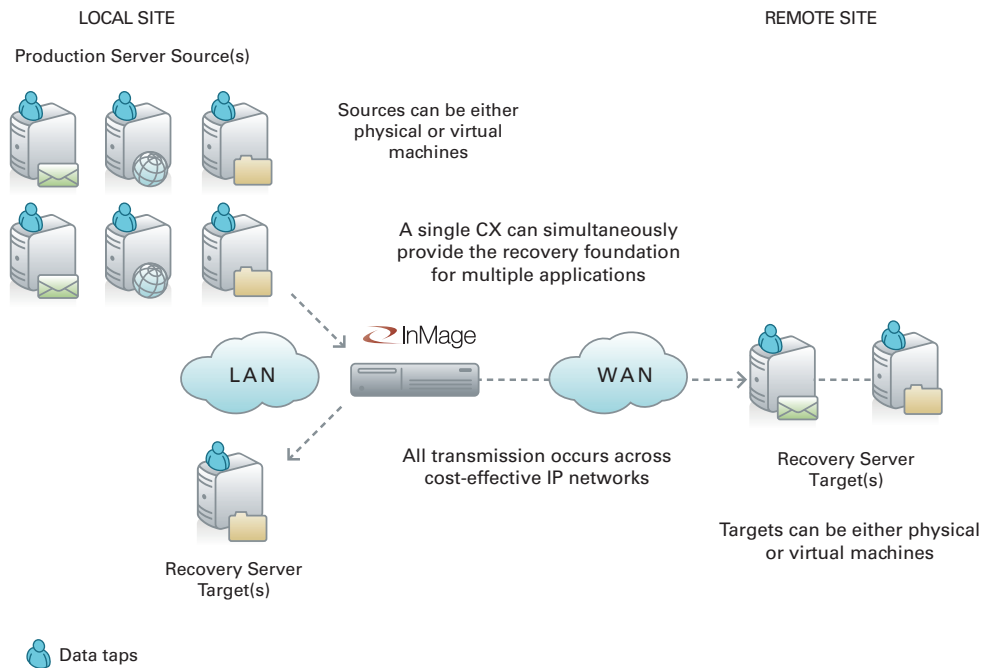 LOCAL SITE
REMOTE SITE
Production Server Source(s)
Sources can be either
physical or virtual
machines
A single CX can simultaneously
provide the recovery foundation
for multiple applications
InMage
LAN
WAN
All transmission occurs across
cost-effective IP networks
Recovery Server
Target(s)
Targets can be either physical
or virtual machines
Recovery Server
Target(s)
Data taps